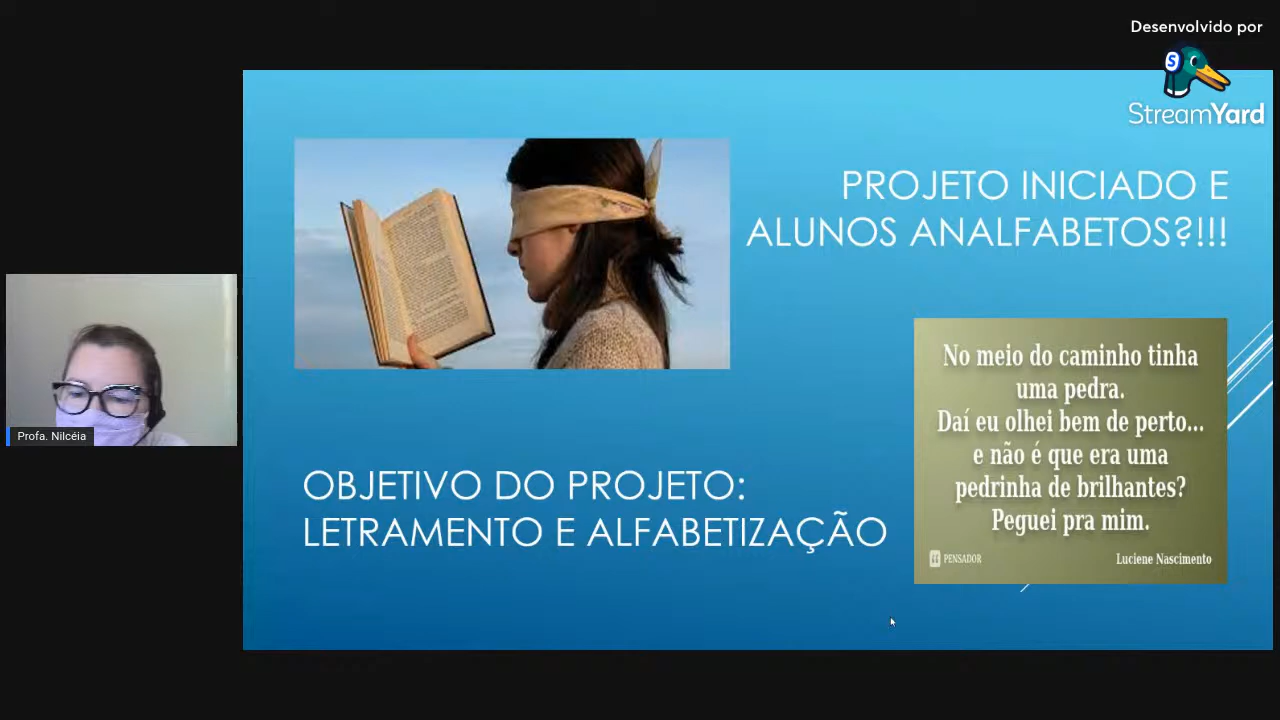 Desenvolvido por
S
StreamYard
PROJETO INICIADO E
ALUNOS ANALFABETOS?!!!
No meio do caminho tinha
uma pedra.
Daí eu olhei bem de perto...
e não é que era uma
pedrinha de brilhantes?
Peguei pra mim.
PENSADOR
Luciene Nascimento
OBJETIVO DO PROJETO:
LETRAMENTO E ALFABETIZAÇÃO
Profa. Nilcéia